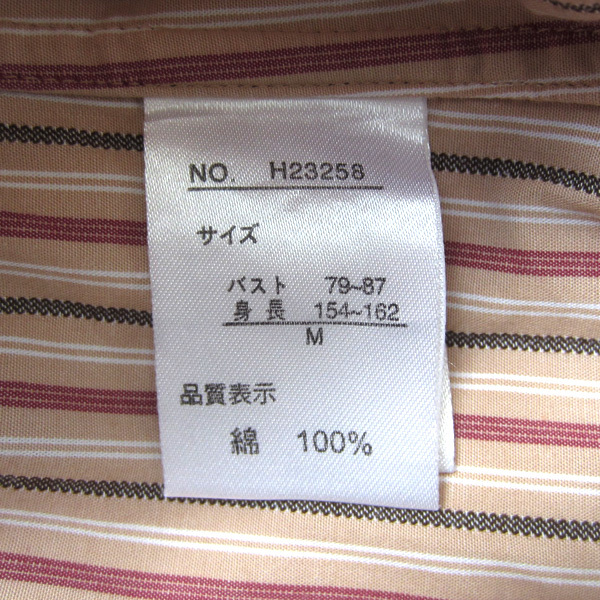 NO. H23258
サイズ
バスト 79~87
身長 154~162
M
品質表示
綿 100%